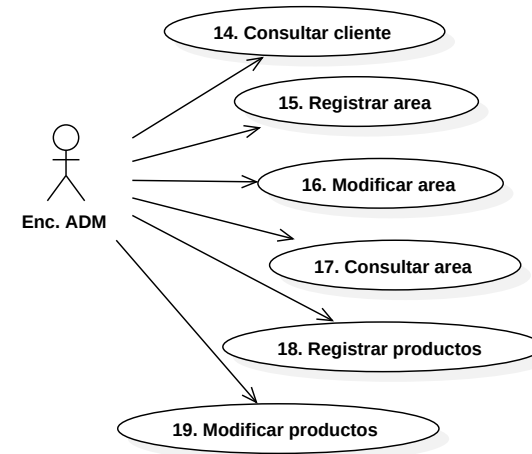 14. Consultar cliente
15. Registrar area
16. Modificar area
Enc. ADM
17. Consultar area
18. Registrar productos
19. Modificar productos